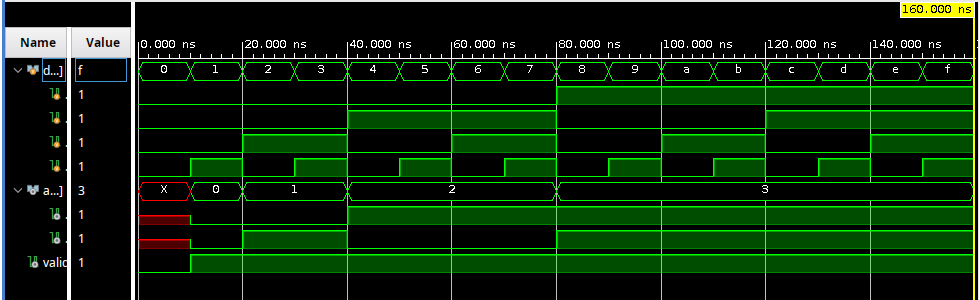 160.000 ns
Name Value
0.000 ns 20.000 ns 40.000 ns 60.000 ns 80.000 ns 100.000 ns 120.000 ns 140.000 ns
d...] f 0 1 2 3 4 5 6 7 8 9 a b c d e f
. 1
. 1
. 1
. 1
a...] 3 X 0 1 2 3
. 1
. 1
valid 1